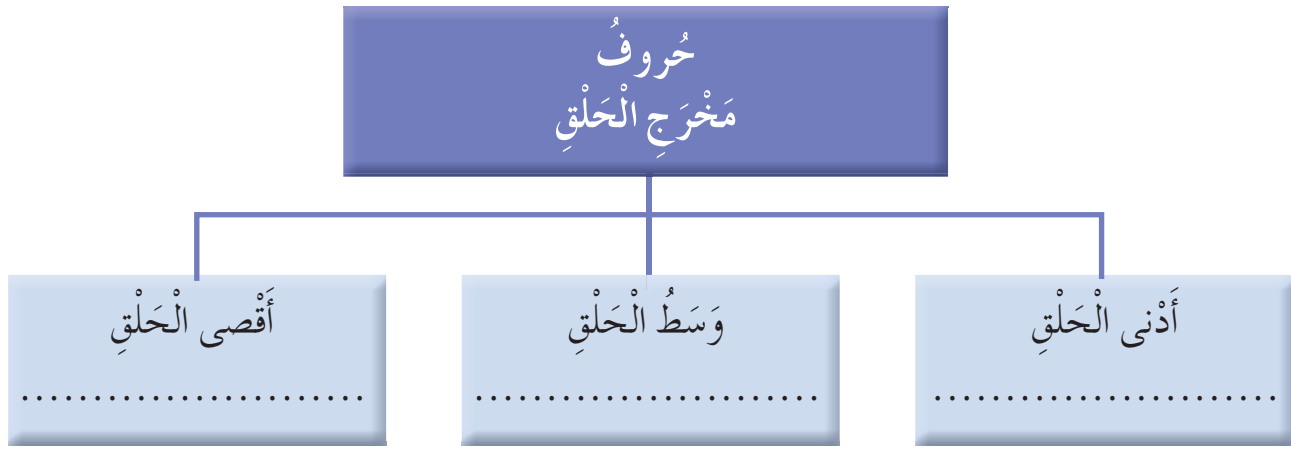 حُروفُ
مَخْرَجِ الْحَلْقِ
أَدْنى الْحَلْقِ
........................
وَسَطُ الْحَلْقِ
........................
أَقْصى الْحَلْقِ
........................